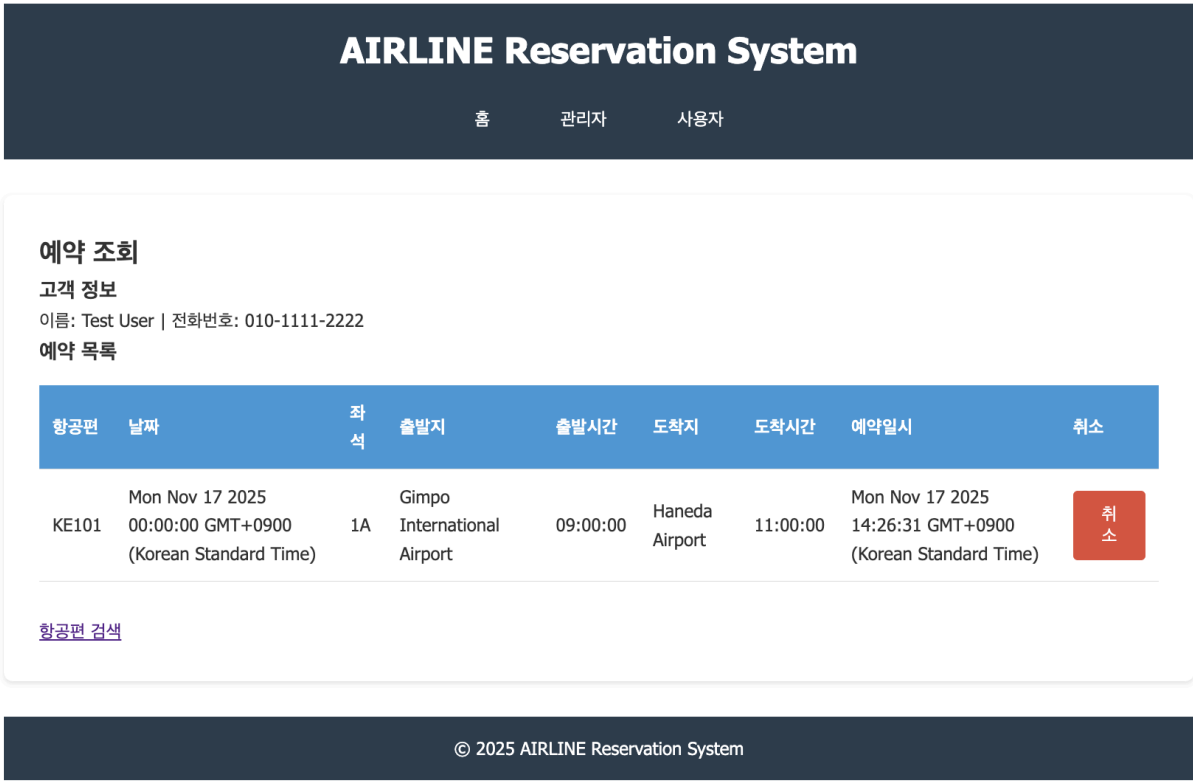 AIRLINE Reservation System
홈 관리자 사용자
예약 조회
고객 정보
이름: Test User | 전화번호: 010-1111-2222
예약 목록
항공편 날짜 좌석 출발지 출발시간 도착지 도착시간 예약일시 취소
KE101 Mon Nov 17 2025 00:00:00 GMT+0900 (Korean Standard Time) 1A Gimpo International Airport 09:00:00 Haneda Airport 11:00:00 Mon Nov 17 2025 14:26:31 GMT+0900 (Korean Standard Time) 취소
항공편 검색
© 2025 AIRLINE Reservation System